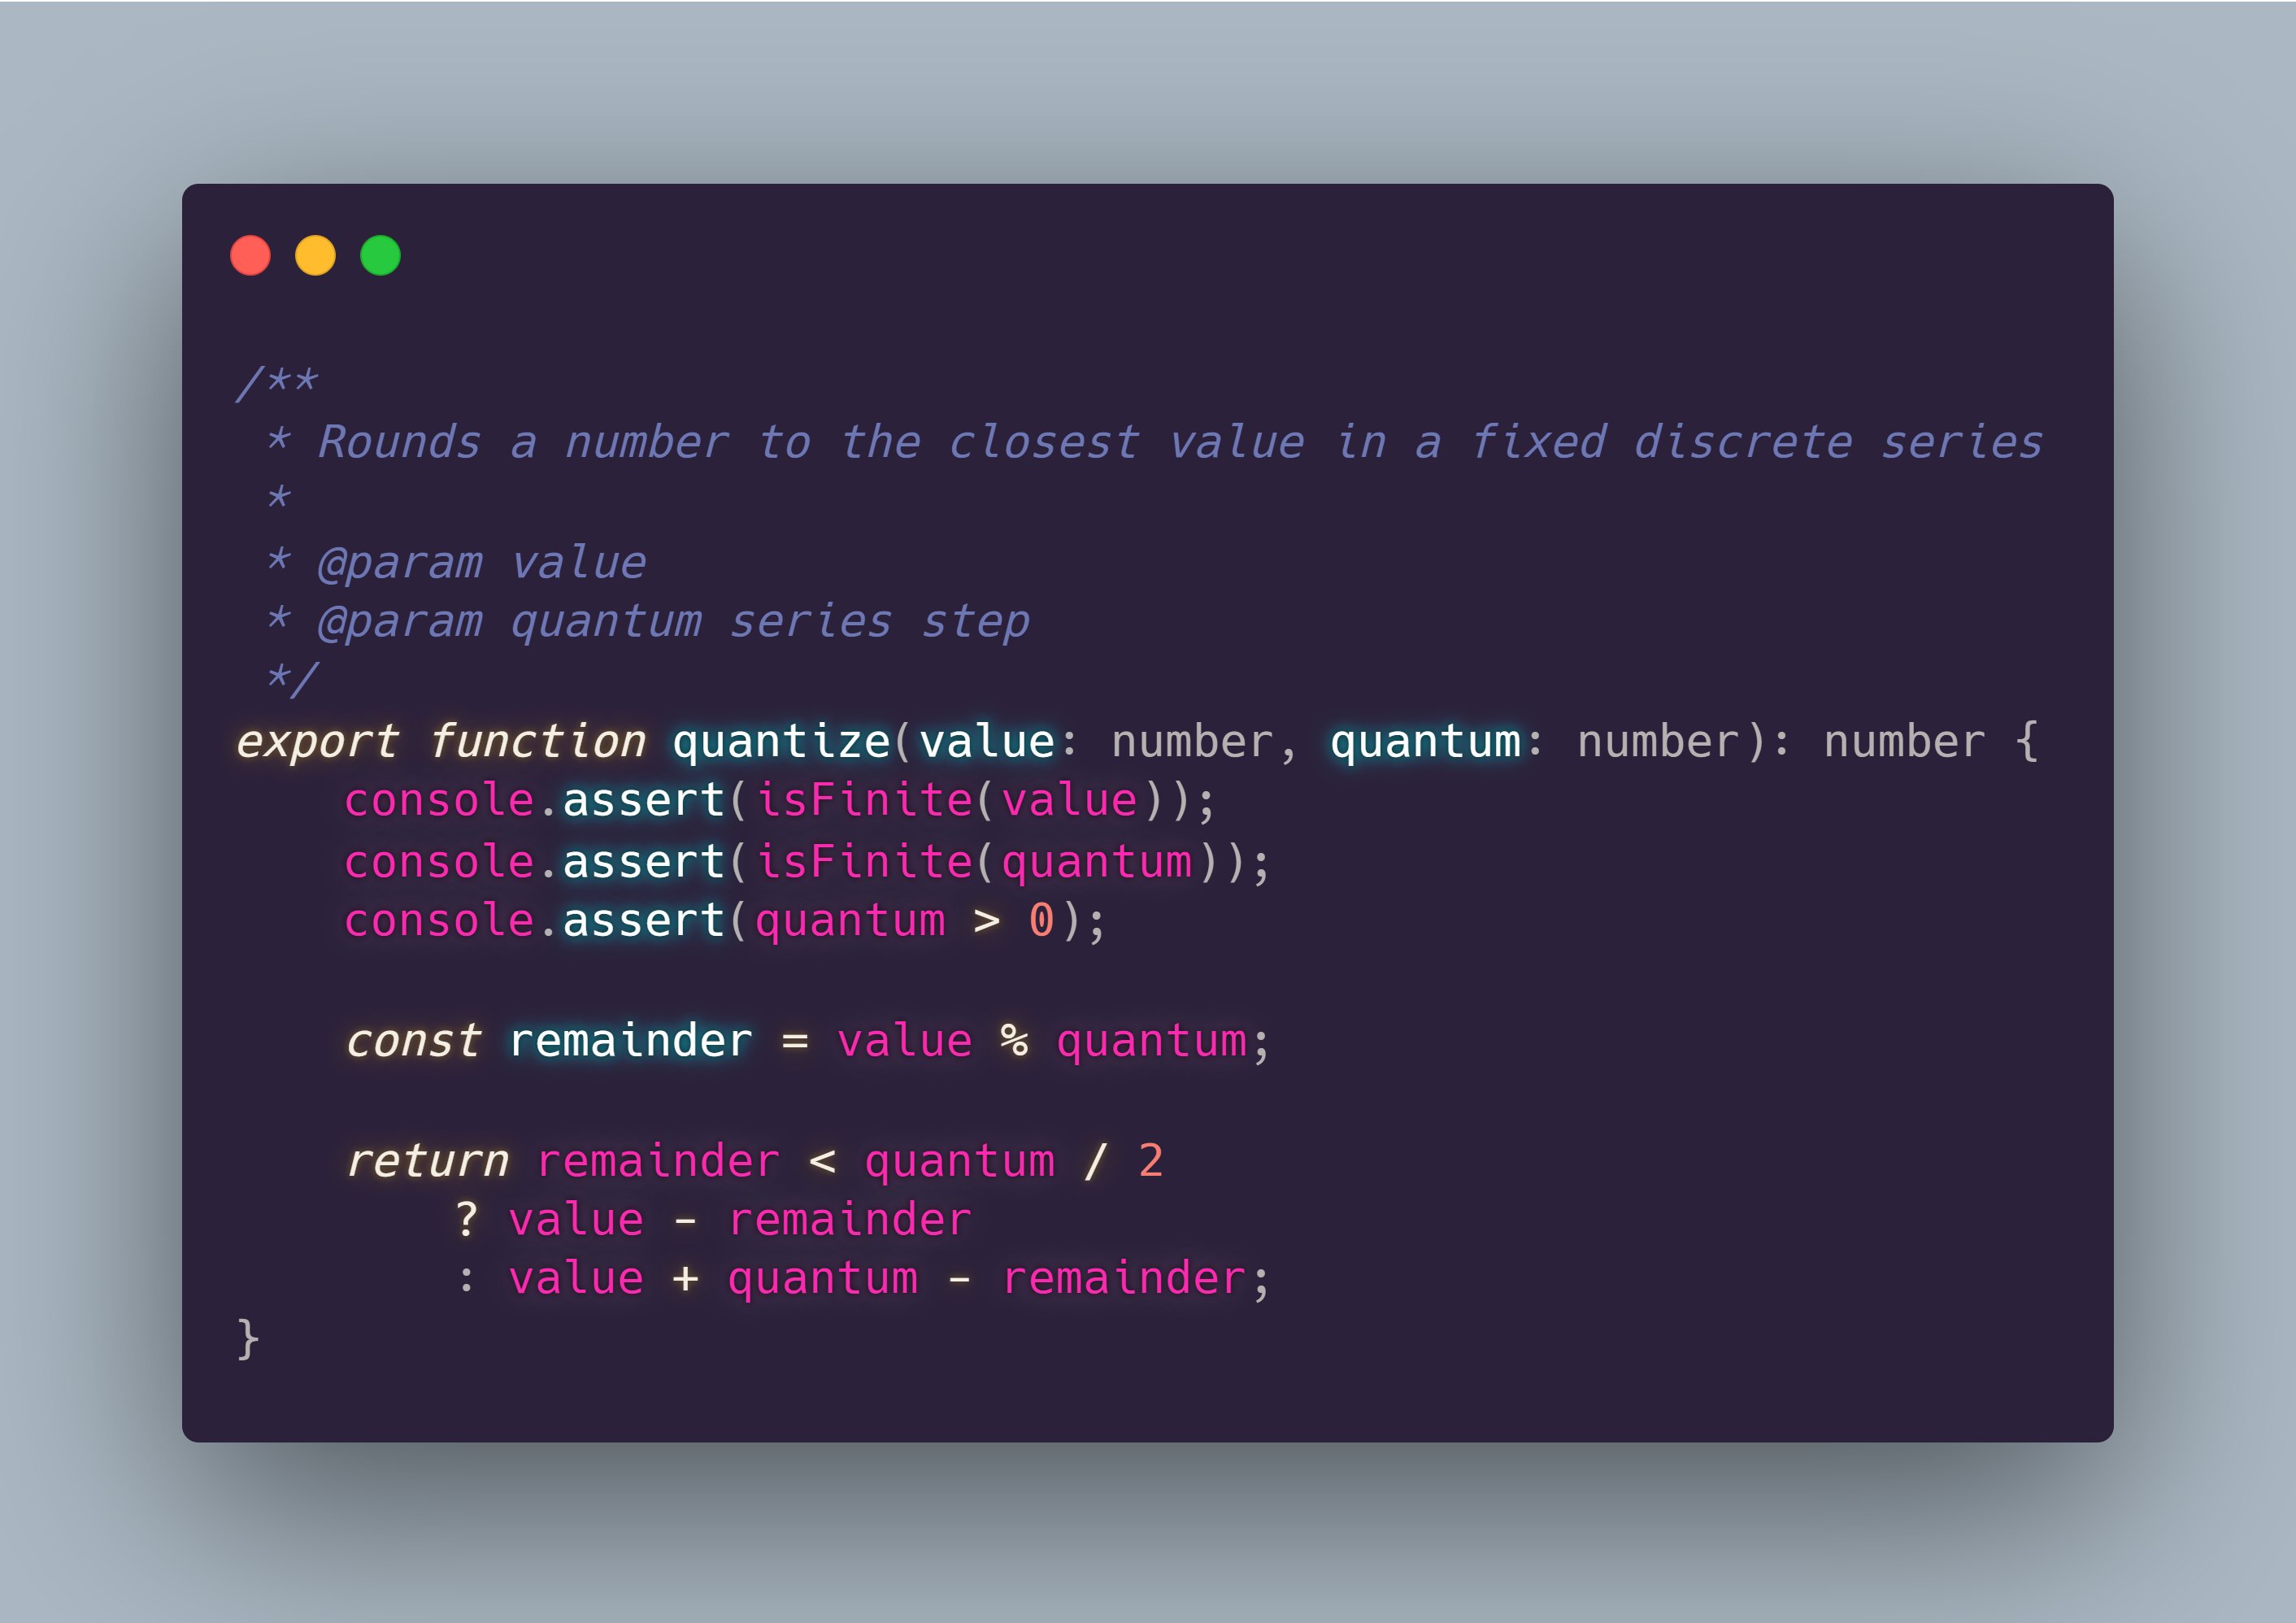 /**
 * Rounds a number to the closest value in a fixed discrete series
 *
 * @param value
 * @param quantum series step
 */
export function quantize(value: number, quantum: number): number {
    console.assert(isFinite(value));
    console.assert(isFinite(quantum));
    console.assert(quantum > 0);

    const remainder = value % quantum;

    return remainder < quantum / 2
        ? value - remainder
        : value + quantum - remainder;
}